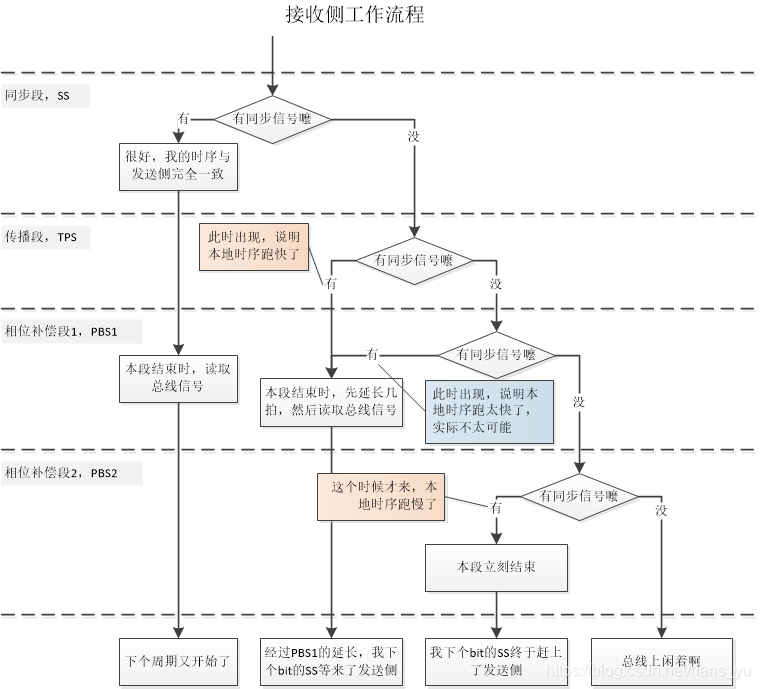 接收侧工作流程
同步段，SS
有同步信号嚒
有
没
很好，我的时序与
发送侧完全一致
传播段，TPS
此时出现，说明
本地时序跑快了
有同步信号嚒
有
没
相位补偿段1，PBS1
有同步信号嚒
有
没
本段结束时，读取
总线信号
本段结束时，先延长几
拍，然后读取总线信号
此时出现，说明本
地时序跑太快了，
实际不太可能
相位补偿段2，PBS2
这个时候才来，本
地时序跑慢了
有同步信号嚒
有
没
本段立刻结束
下个周期又开始了
经过PBS1的延长，我下
个bit的SS等来了发送侧
我下个bit的SS终于赶上
了发送侧
总线上闲着啊
https://blog.csdn.net/hans_yu